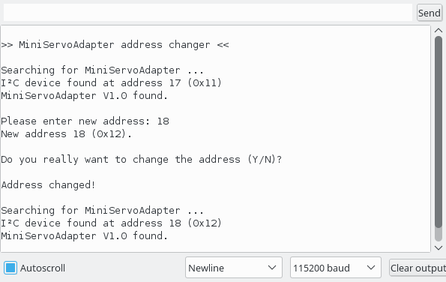 Send
>> MiniServoAdapter address changer <<
Searching for MiniServoAdapter ...
I²C device found at address 17 (0x11)
MiniServoAdapter V1.0 found.
Please enter new address: 18
New address 18 (0x12).
Do you really want to change the address (Y/N)?
Address changed!
Searching for MiniServoAdapter ...
I²C device found at address 18 (0x12)
MiniServoAdapter V1.0 found.
Autoscroll Newline 115200 baud Clear output